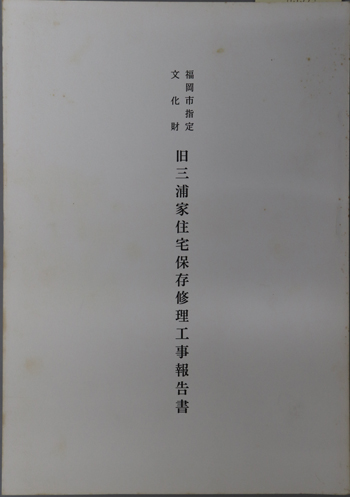 福岡市指定
文化財
旧三浦家住宅保存修理工事報告書